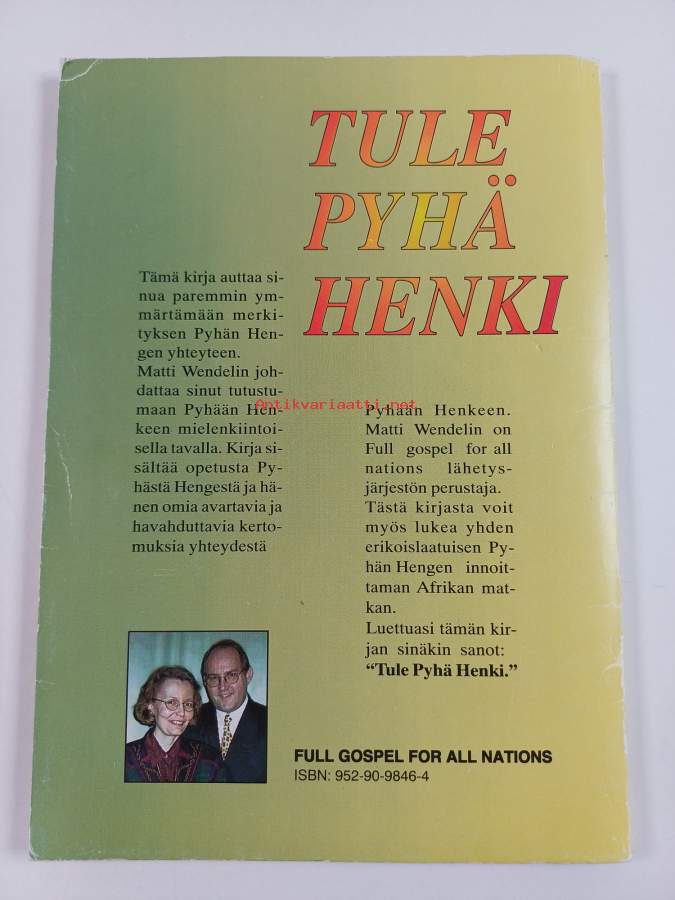 TULE
PYHÄ
HENKI
Tämä kirja auttaa si-
nua paremmin ym-
märtämään merki-
tyksen Pyhän Hen-
gen yhteyteen.
Matti Wendelin joh-
dattaa sinut tutustu-
maan Pyhään Hen-
keen mielenkiintoi-
sella tavalla. Kirja si-
sältää opetusta Py-
hästä Hengestä ja hä-
nen omia avartavia ja
havahduttavia kerto-
muksia yhteydestä
Pyhään Henkeen.
Matti Wendelin on
Full gospel for all
nations lähetys-
järjestön perustaja.
Tästä kirjasta voit
myös lukea yhden
erikoislaatuisen Py-
hän Hengen innoit-
taman Afrikan mat-
kan.
Luettuasi tämän kir-
jan sinäkin sanot:
“Tule Pyhä Henki.”
FULL GOSPEL FOR ALL NATIONS
ISBN: 952-90-9846-4
Antikvariaatti.net